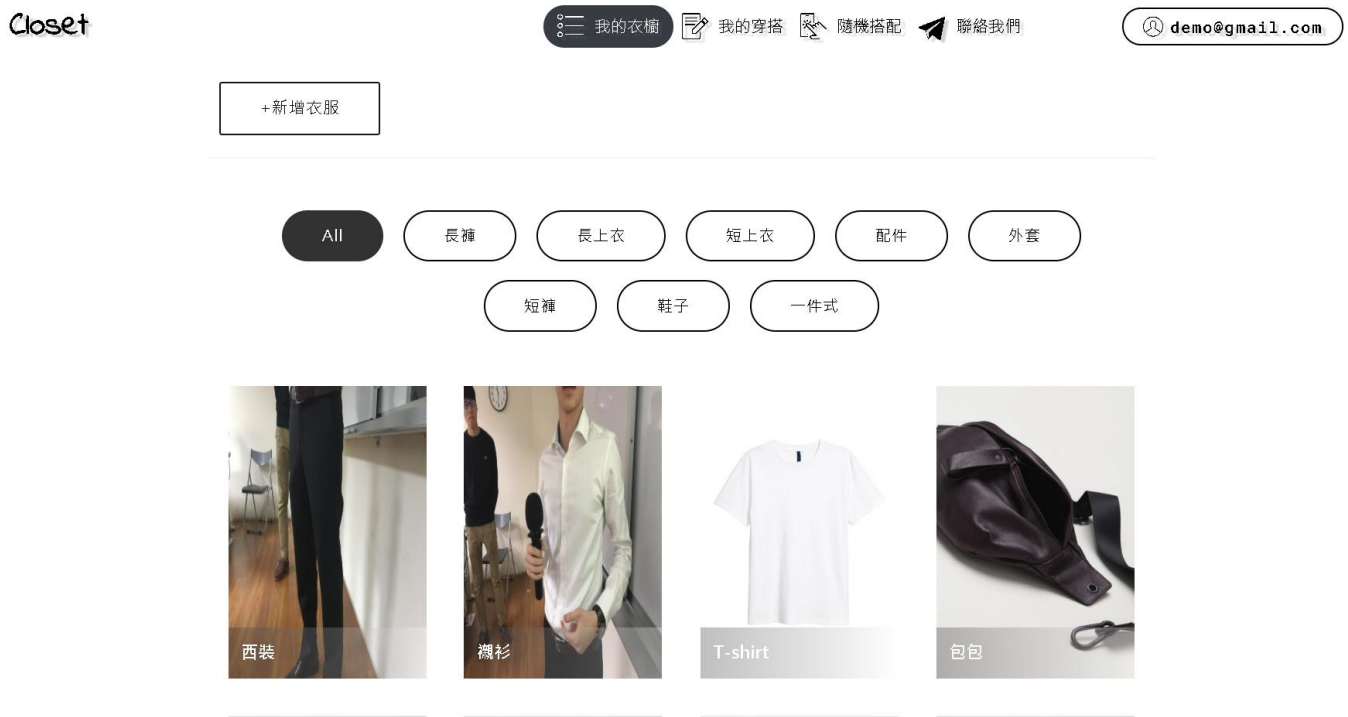 Closet
我的衣櫥
我的穿搭
隨機搭配
聯絡我們
demo@gmail.com
+新增衣服
All
長褲
長上衣
短上衣
配件
外套
短褲
鞋子
一件式
西裝
襯衫
T-shirt
包包